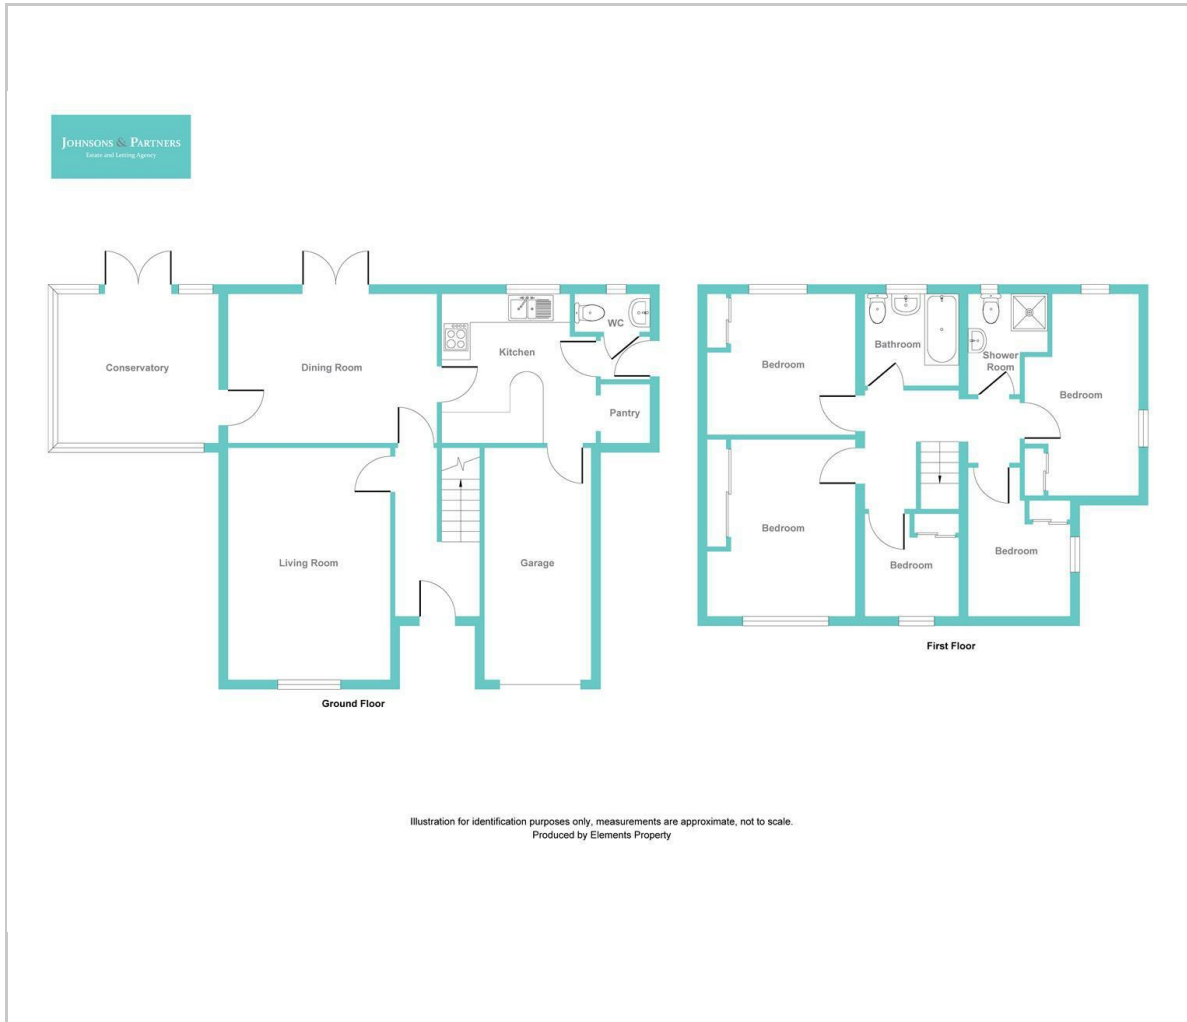 JOHNSONS & PARTNERS
Estate and Letting Agency
Conservatory
Dining Room
Kitchen
WC
Pantry
Living Room
Garage
Ground Floor
Bedroom
Bathroom
Shower
Room
Bedroom
Bedroom
Bedroom
Bedroom
First Floor
Illustration for identification purposes only, measurements are approximate, not to scale.
Produced by Elements Property